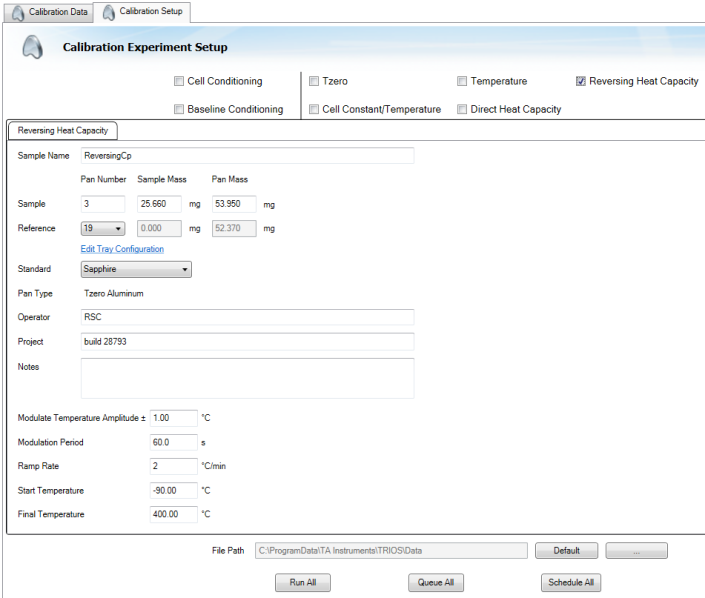 Calibration Data Calibration Setup
Calibration Experiment Setup
Cell Conditioning Tzero Temperature Reversing Heat Capacity
Baseline Conditioning Cell Constant/Temperature Direct Heat Capacity
Reversing Heat Capacity
Sample Name ReversingCp
Pan Number Sample Mass Pan Mass
Sample 3 25.660 mg 53.950 mg
Reference 19 0.000 mg 52.370 mg
Edit Tray Configuration
Standard Sapphire
Pan Type Tzero Aluminum
Operator RSC
Project build 28793
Notes
Modulate Temperature Amplitude ± 1.00 °C
Modulation Period 60.0 s
Ramp Rate 2 °C/min
Start Temperature -90.00 °C
Final Temperature 400.00 °C
File Path C:\ProgramData\TA Instruments\TRIOS\Data Default ...
Run All Queue All Schedule All